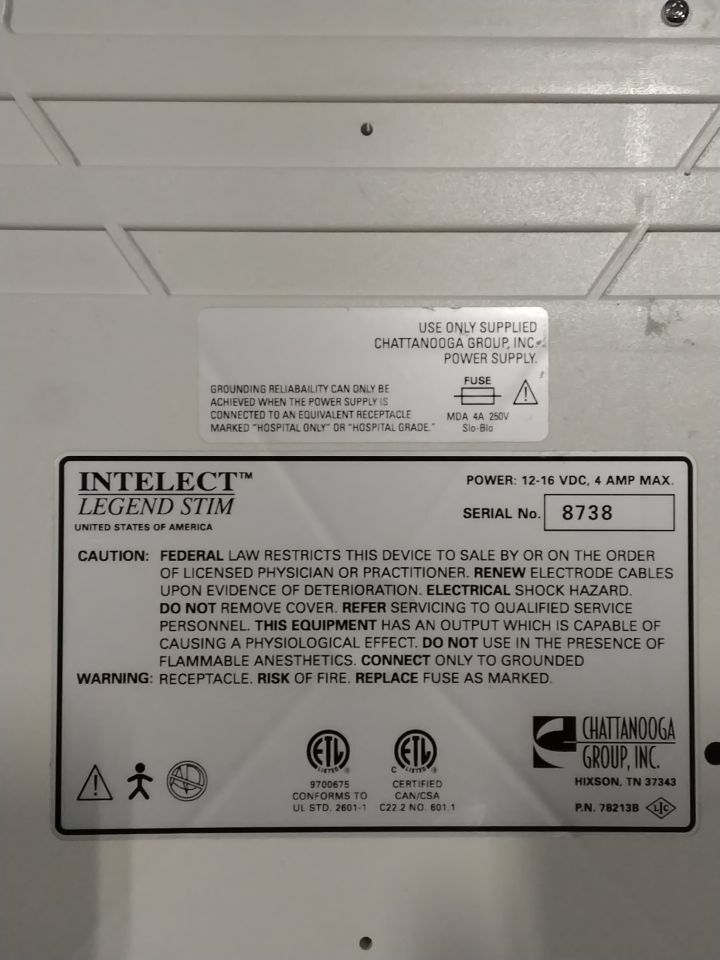 USE ONLY SUPPLIED
CHATTANOOGA GROUP, INC.
POWER SUPPLY.
GROUNDING RELIABAILITY CAN ONLY BE
ACHIEVED WHEN THE POWER SUPPLY IS
CONNECTED TO AN EQUIVALENT RECEPTACLE
MARKED "HOSPITAL ONLY" OR "HOSPITAL GRADE."
FUSE
MDA 4A 250V
Slo-Blo
INTELECT™
LEGEND STIM
UNITED STATES OF AMERICA
POWER: 12-16 VDC, 4 AMP MAX.
SERIAL No. 8738
CAUTION: FEDERAL LAW RESTRICTS THIS DEVICE TO SALE BY OR ON THE ORDER
OF LICENSED PHYSICIAN OR PRACTITIONER. RENEW ELECTRODE CABLES
UPON EVIDENCE OF DETERIORATION. ELECTRICAL SHOCK HAZARD.
DO NOT REMOVE COVER. REFER SERVICING TO QUALIFIED SERVICE
PERSONNEL. THIS EQUIPMENT HAS AN OUTPUT WHICH IS CAPABLE OF
CAUSING A PHYSIOLOGICAL EFFECT. DO NOT USE IN THE PRESENCE OF
FLAMMABLE ANESTHETICS. CONNECT ONLY TO GROUNDED
WARNING: RECEPTACLE. RISK OF FIRE. REPLACE FUSE AS MARKED.
ETL
LISTED
9700675
CONFORMS TO
UL STD. 2601-1
C ETL
LISTED
CERTIFIED
CAN/CSA
C22.2 NO. 601.1
CHATTANOOGA
GROUP, INC.
HIXSON, TN 37343
P.N. 78213B
LJC